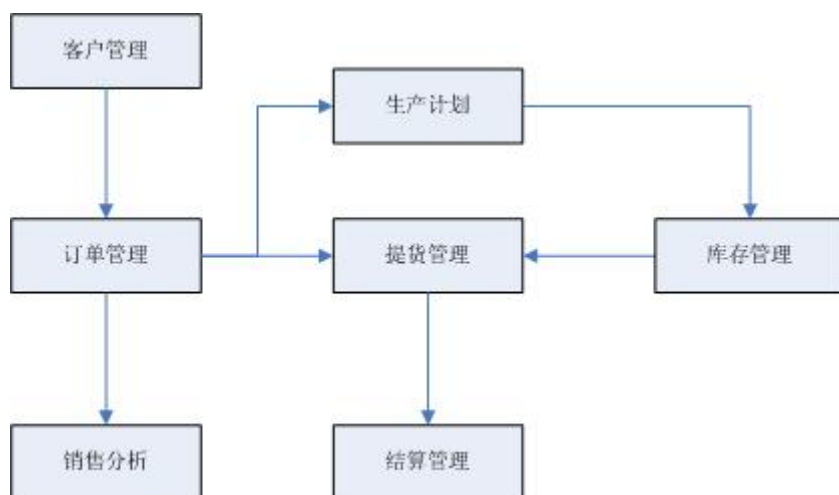 客户管理
生产计划
订单管理
提货管理
库存管理
销售分析
结算管理